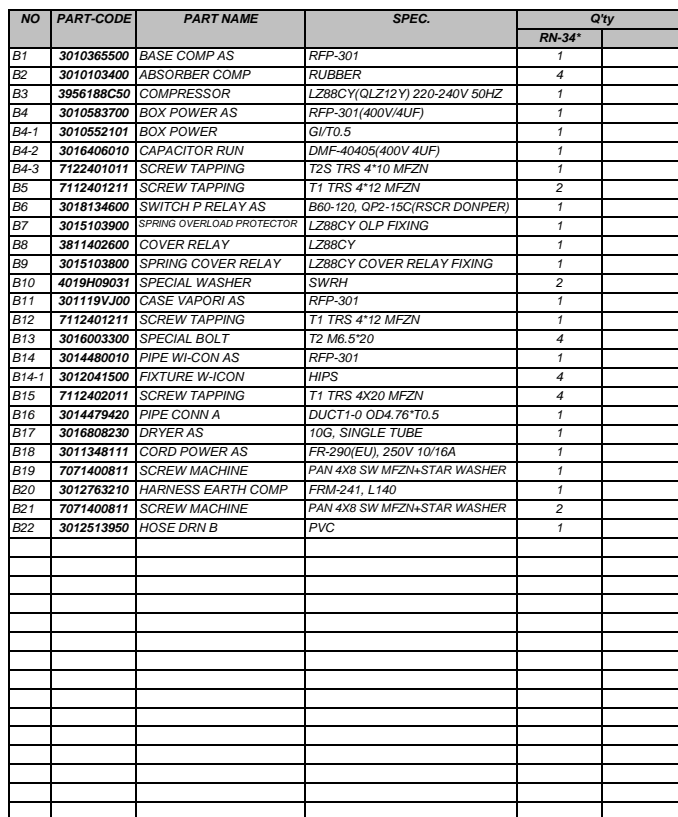 NO PART-CODE PART NAME SPEC. Q'ty
RN-34*
B1 3010365500 BASE COMP AS RFP-301 1
B2 3010103400 ABSORBER COMP RUBBER 4
B3 3956188C50 COMPRESSOR LZ88CY(QLZ12Y) 220-240V 50HZ 1
B4 3010583700 BOX POWER AS RFP-301(400V/4UF) 1
B4-1 3010552101 BOX POWER GI/T0.5 1
B4-2 3016406010 CAPACITOR RUN DMF-40405(400V 4UF) 1
B4-3 7122401011 SCREW TAPPING T2S TRS 4*10 MFZN 1
B5 7112401211 SCREW TAPPING T1 TRS 4*12 MFZN 2
B6 3018134600 SWITCH P RELAY AS B60-120, QP2-15C(RSCR DONPER) 1
B7 3015103900 SPRING OVERLOAD PROTECTOR LZ88CY OLP FIXING 1
B8 3811402600 COVER RELAY LZ88CY 1
B9 3015103800 SPRING COVER RELAY LZ88CY COVER RELAY FIXING 1
B10 4019H09031 SPECIAL WASHER SWRH 2
B11 301119VJ00 CASE VAPORI AS RFP-301 1
B12 7112401211 SCREW TAPPING T1 TRS 4*12 MFZN 1
B13 3016003300 SPECIAL BOLT T2 M6.5*20 4
B14 3014480010 PIPE WI-CON AS RFP-301 1
B14-1 3012041500 FIXTURE W-ICON HIPS 4
B15 7112402011 SCREW TAPPING T1 TRS 4X20 MFZN 4
B16 3014479420 PIPE CONN A DUCT1-0 OD4.76*T0.5 1
B17 3016808230 DRYER AS 10G, SINGLE TUBE 1
B18 3011348111 CORD POWER AS FR-290(EU), 250V 10/16A 1
B19 7071400811 SCREW MACHINE PAN 4X8 SW MFZN+STAR WASHER 1
B20 3012763210 HARNESS EARTH COMP FRM-241, L140 1
B21 7071400811 SCREW MACHINE PAN 4X8 SW MFZN+STAR WASHER 2
B22 3012513950 HOSE DRN B PVC 1